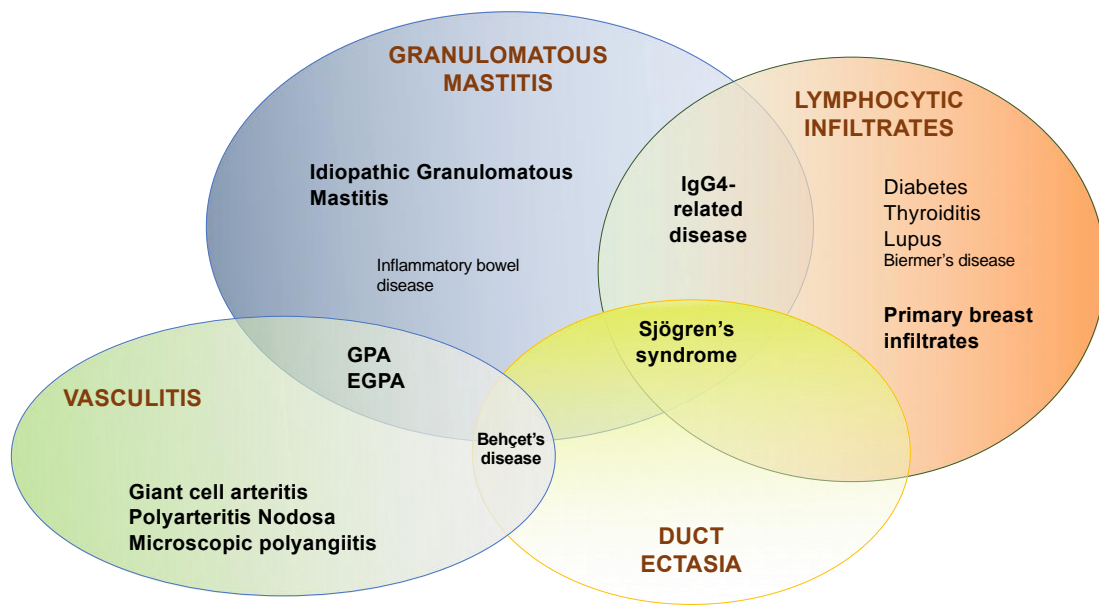 GRANULOMATOUS
MASTITIS
Idiopathic Granulomatous
Mastitis
Inflammatory bowel
disease
LYMPHOCYTIC
INFILTRATES
IgG4-
related
disease
Diabetes
Thyroiditis
Lupus
Biermer's disease
Primary breast
infiltrates
Sjögren's
syndrome
GPA
EGPA
VASCULITIS
Behçet's
disease
Giant cell arteritis
Polyarteritis Nodosa
Microscopic polyangiitis
DUCT
ECTASIA